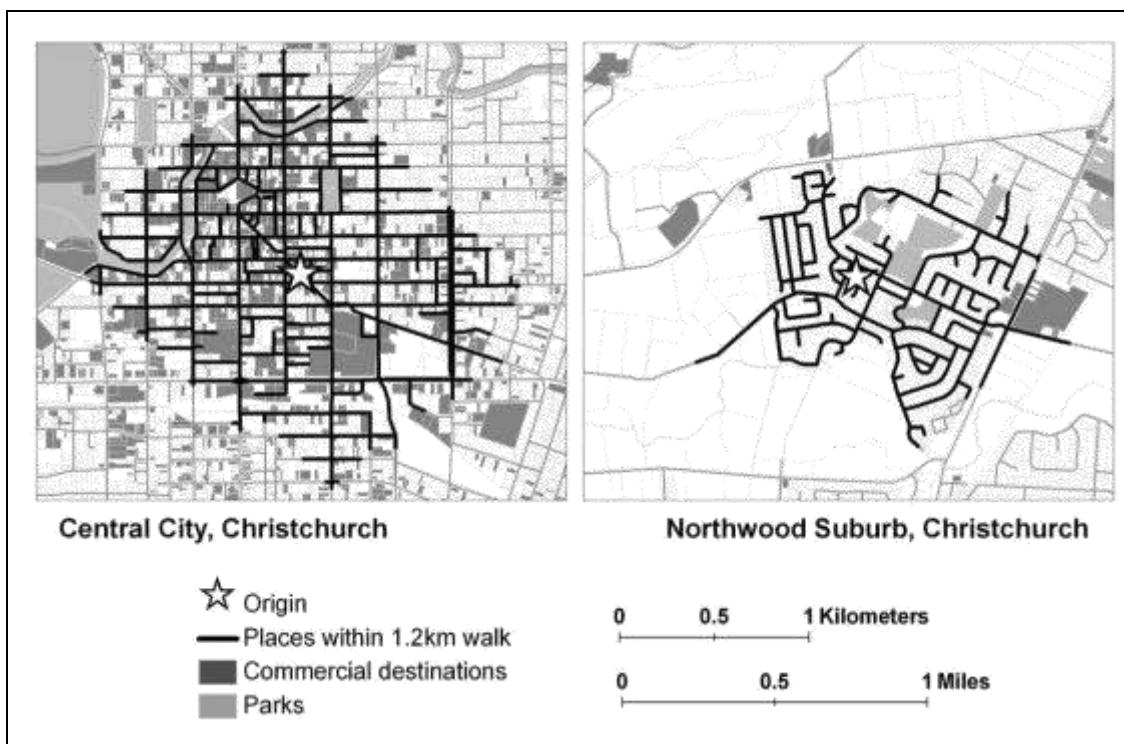 Central City, Christchurch
Northwood Suburb, Christchurch
Origin
Places within 1.2km walk
Commercial destinations
Parks
0 0.5 1 Kilometers
0 0.5 1 Miles